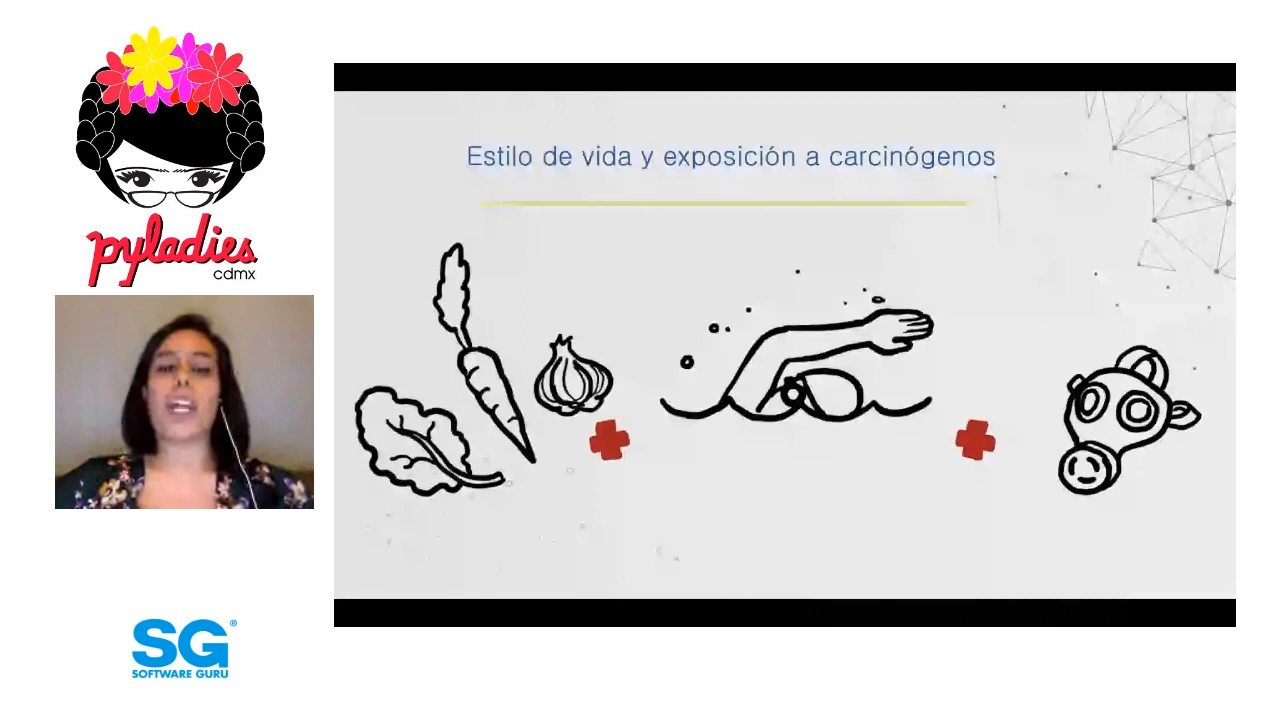 pyladies
cdmx
Estilo de vida y exposición a carcinógenos
SG®
SOFTWARE GURU